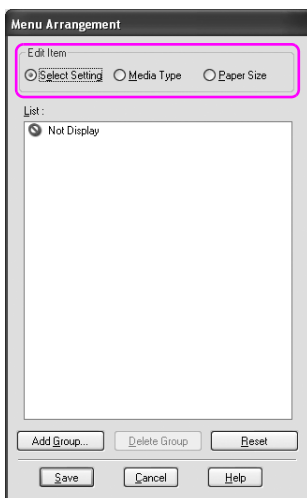 Menu Arrangement
Edit Item
Select Setting Media Type Paper Size
List :
Not Display
Add Group... Delete Group Reset
Save Cancel Help